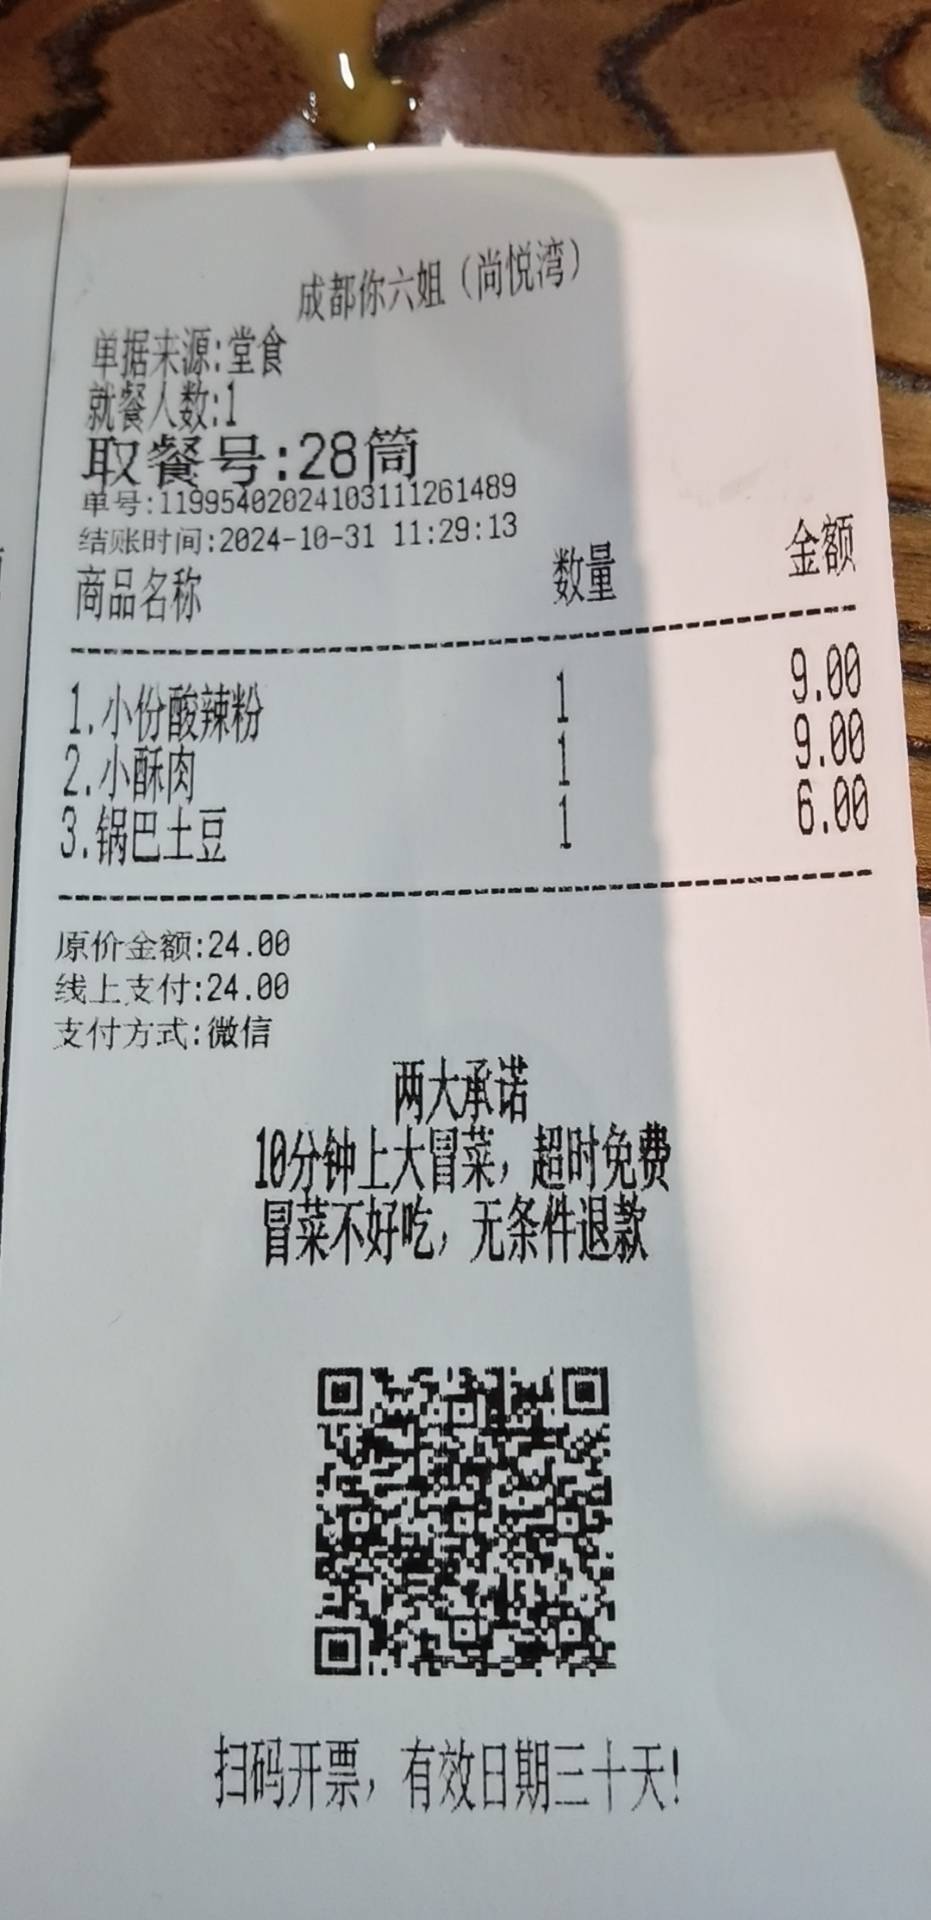 成都你六姐（尚悦湾）
单据来源:堂食
就餐人数:1
取餐号:28筒
单号:11995402024103111261489
结账时间:2024-10-31 11:29:13
商品名称 数量 金额
1.小份酸辣粉 1 9.00
2.小酥肉 1 9.00
3.锅巴土豆 1 6.00
原价金额:24.00
线上支付:24.00
支付方式:微信
两大承诺
10分钟上大冒菜，超时免费
冒菜不好吃，无条件退款
扫码开票，有效日期三十天!